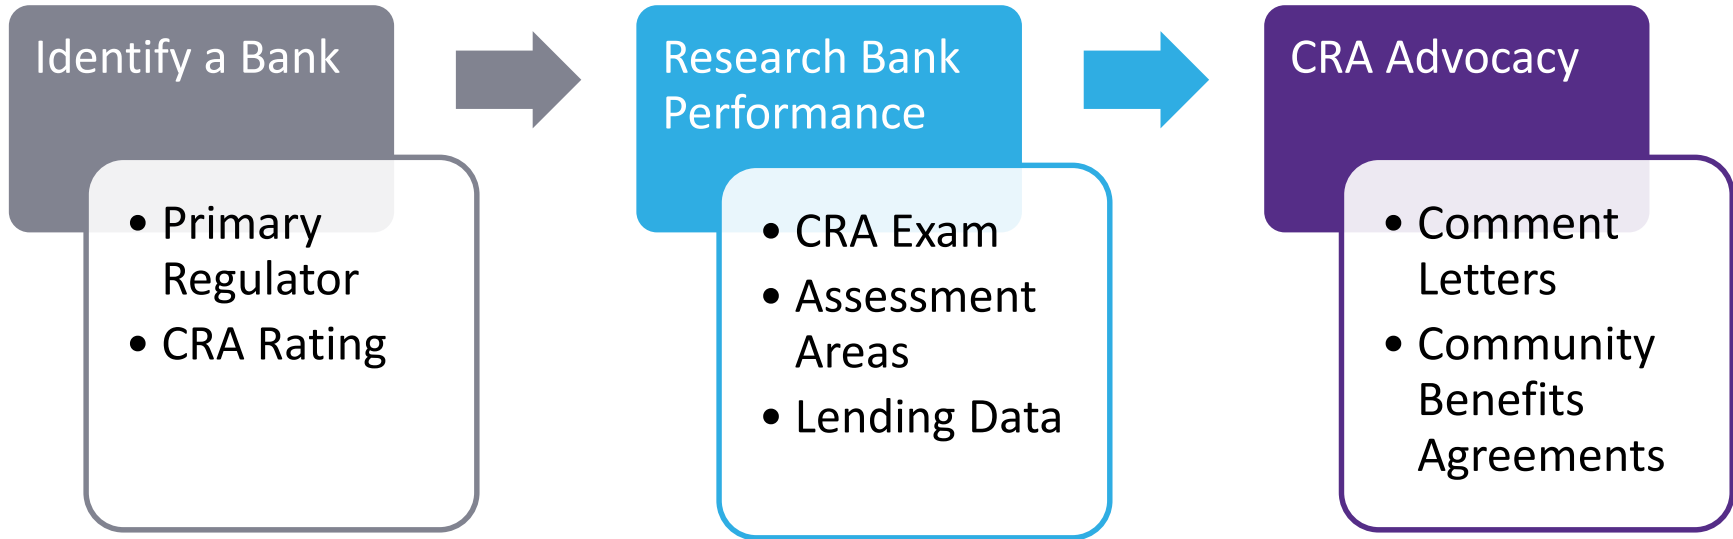 Identify a Bank
• Primary
Regulator
• CRA Rating
Research Bank
Performance
• CRA Exam
• Assessment
Areas
• Lending Data
CRA Advocacy
• Comment
Letters
• Community
Benefits
Agreements